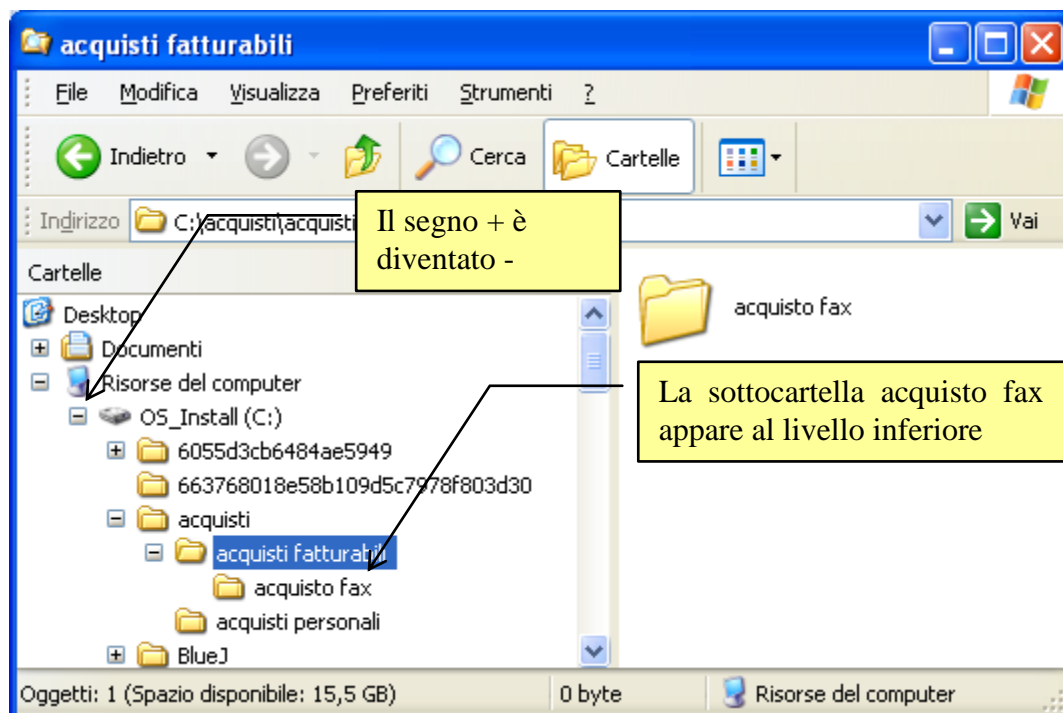 acquisti fatturabili
File Modifica Visualizza Preferiti Strumenti ?
Indietro Cerca Cartelle
Indirizzo C:\acquisti\acquisti Vai
Il segno + è
diventato -
Cartelle
Desktop
Documenti
Risorse del computer
OS_Install (C:)
6055d3cb6484ae5949
663768018e58b109d5c7978f803d30
acquisti
acquisti fatturabili
acquisto fax
acquisti personali
BlueJ
acquisto fax
La sottocartella acquisto fax
appare al livello inferiore
Oggetti: 1 (Spazio disponibile: 15,5 GB) 0 byte Risorse del computer